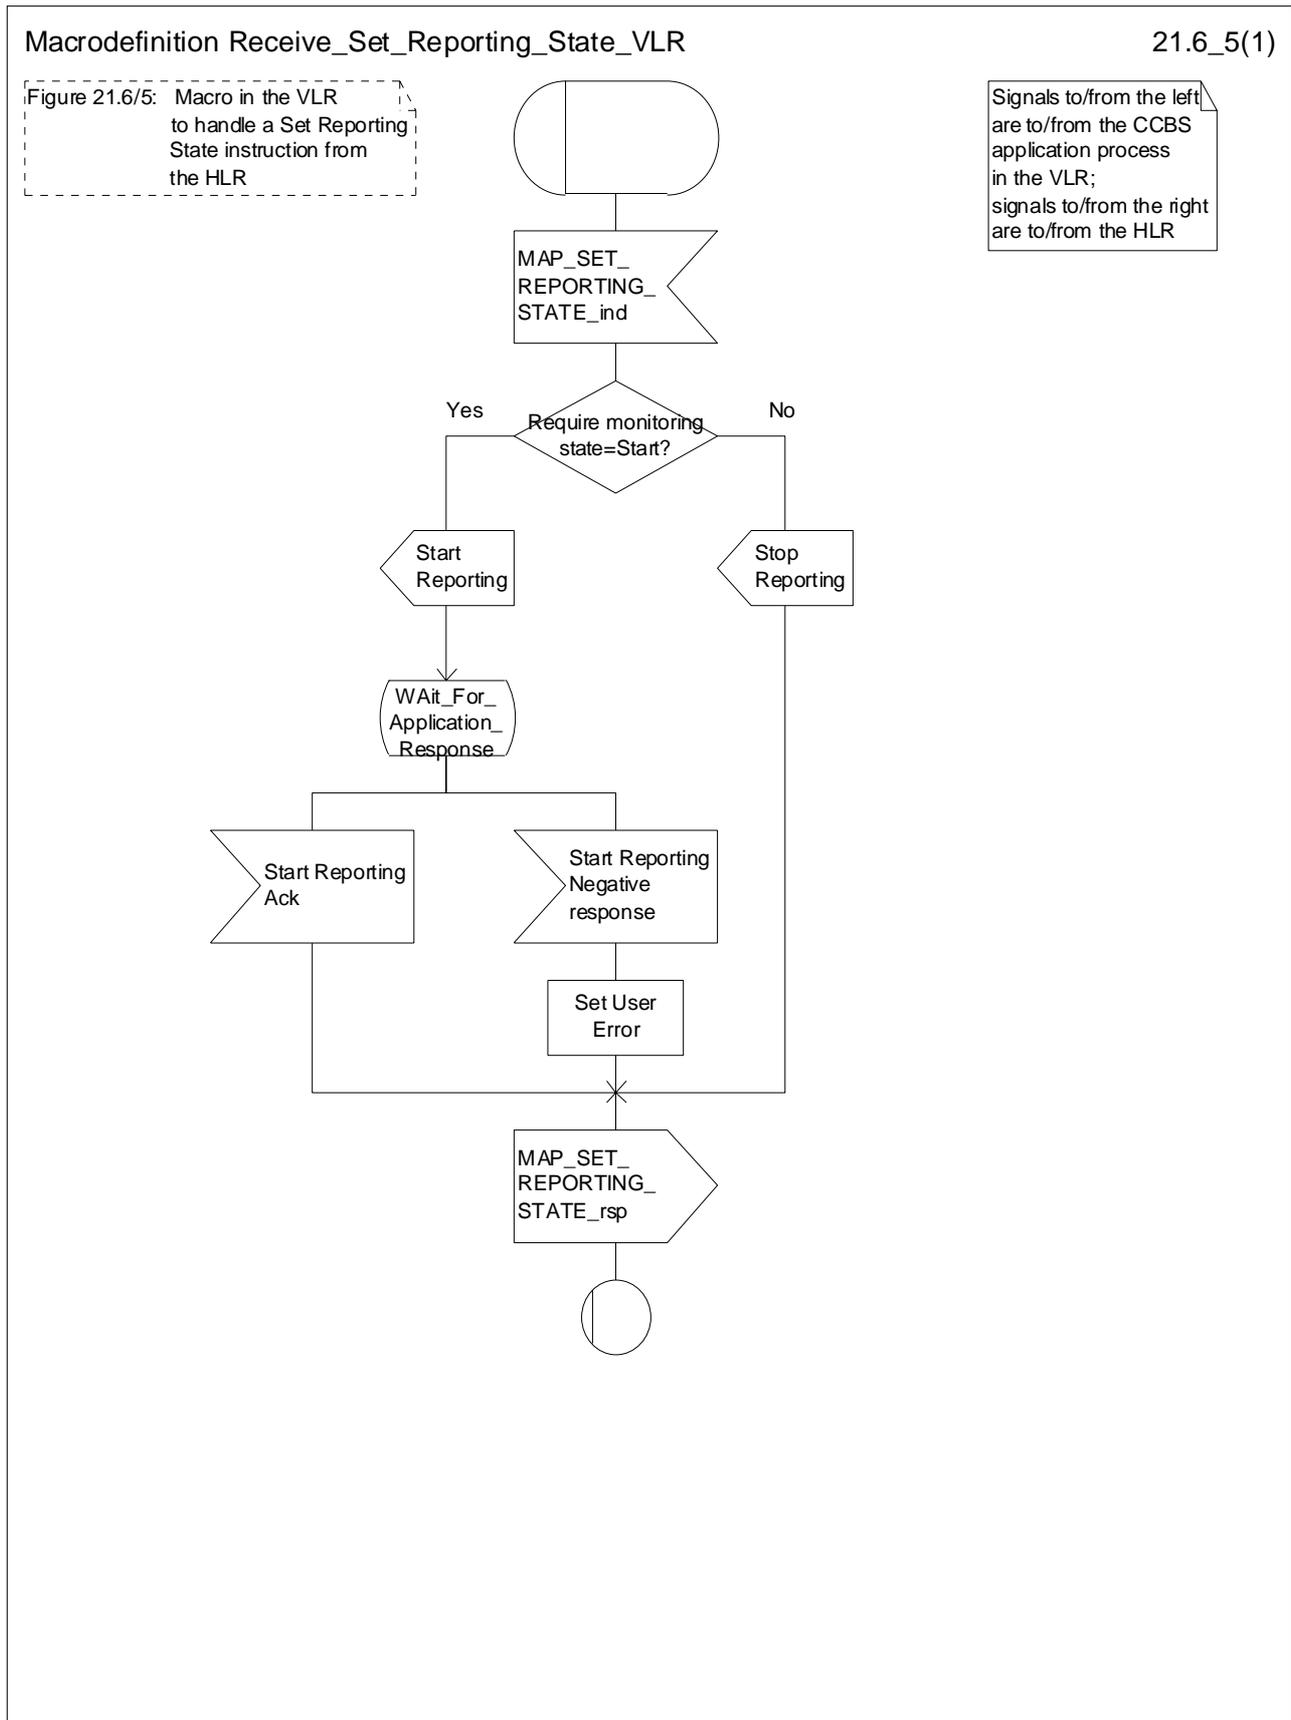 Macrodefinition Receive_Set_Reporting_State_VLR
21.6_5(1)
Figure 21.6/5: Macro in the VLR
to handle a Set Reporting
State instruction from
the HLR
Signals to/from the left
are to/from the CCBS
application process
in the VLR;
signals to/from the right
are to/from the HLR
MAP_SET_
REPORTING_
STATE_ind
Yes
No
Require monitoring
state=Start?
Start
Reporting
Stop
Reporting
WAit_For_
Application_
Response
Start Reporting
Ack
Start Reporting
Negative
response
Set User
Error
MAP_SET_
REPORTING_
STATE_rsp